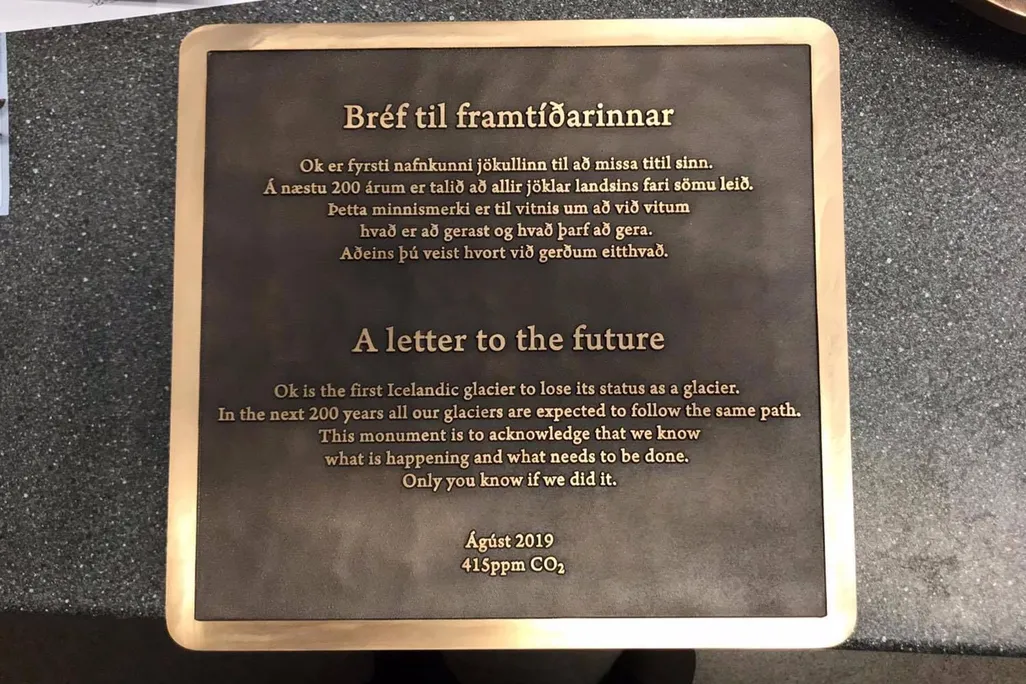 Bréf til framtíðarinnar
Ok er fyrsti nafnkunni jökullinn til að missa titil sinn.
Á næstu 200 árum er talið að allir jöklar landsins fari sömu leið.
Þetta minnismerki er til vitnis um að við vitum
hvað er að gerast og hvað þarf að gera.
Aðeins þú veist hvort við gerðum eitthvað.
A letter to the future
Ok is the first Icelandic glacier to lose its status as a glacier.
In the next 200 years all our glaciers are expected to follow the same path.
This monument is to acknowledge that we know
what is happening and what needs to be done.
Only you know if we did it.
Ágúst 2019
415ppm CO₂